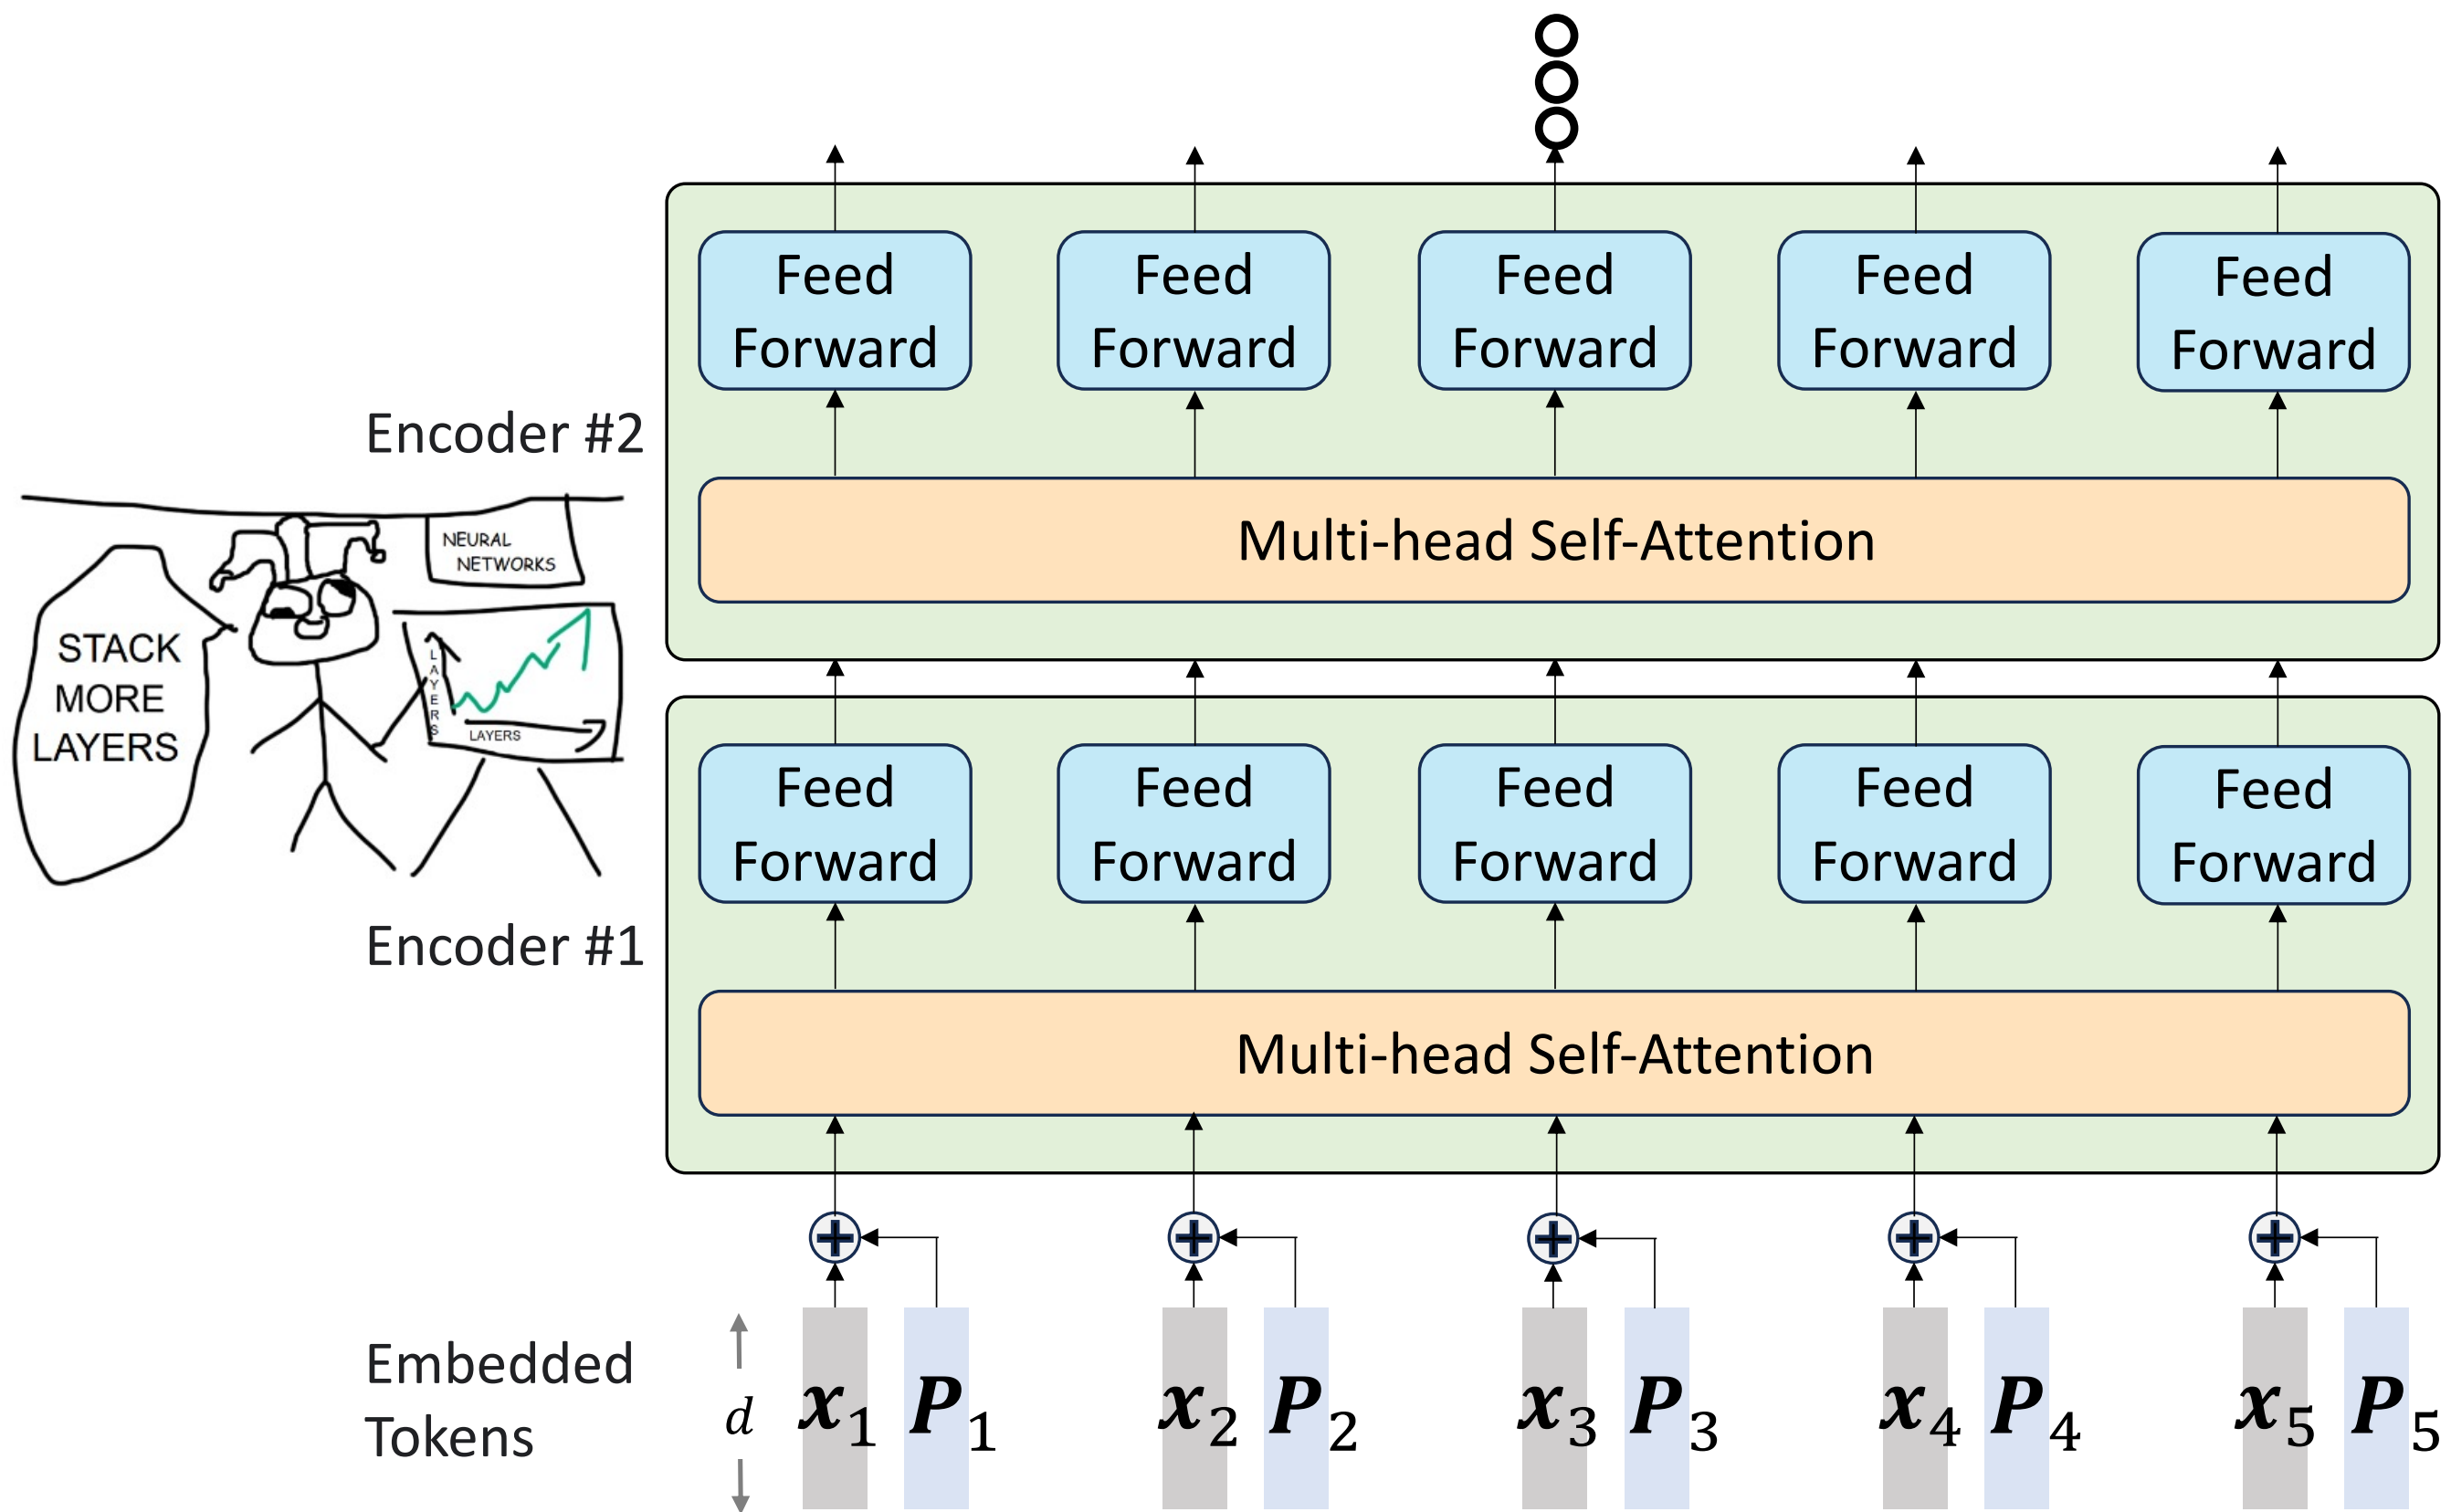 Feed Forward
Feed Forward
Feed Forward
Feed Forward
Feed Forward
Encoder #2
Multi-head Self-Attention
NEURAL
NETWORKS
STACK
MORE
LAYERS
LAYERS
LAYERS
Feed Forward
Feed Forward
Feed Forward
Feed Forward
Feed Forward
Encoder #1
Multi-head Self-Attention
Embedded
Tokens
d
x1 P1
x2 P2
x3 P3
x4 P4
x5 P5